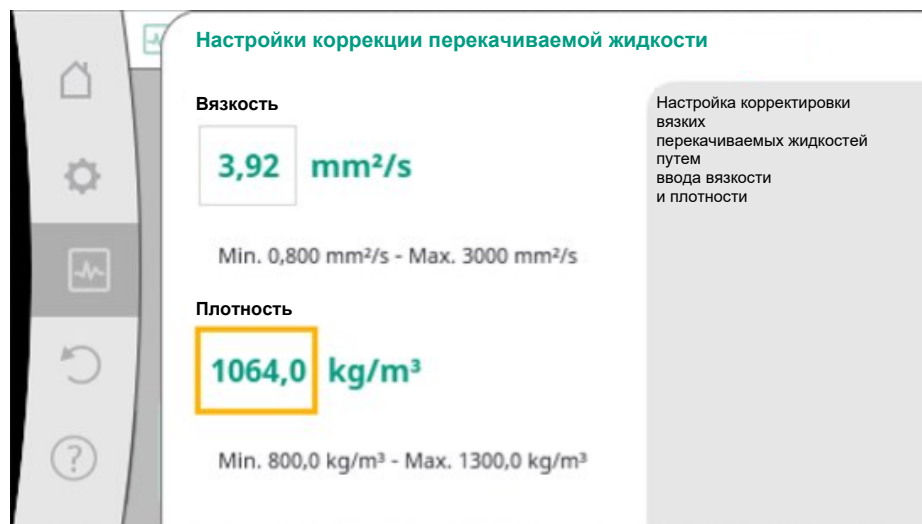 Настройки коррекции перекачиваемой жидкости
Вязкость
3,92 mm²/s
Min. 0,800 mm²/s - Max. 3000 mm²/s
Плотность
1064,0 kg/m³
Min. 800,0 kg/m³ - Max. 1300,0 kg/m³
Настройка корректировки
вязких
перекачиваемых жидкостей
путем
ввода вязкости
и плотности
?